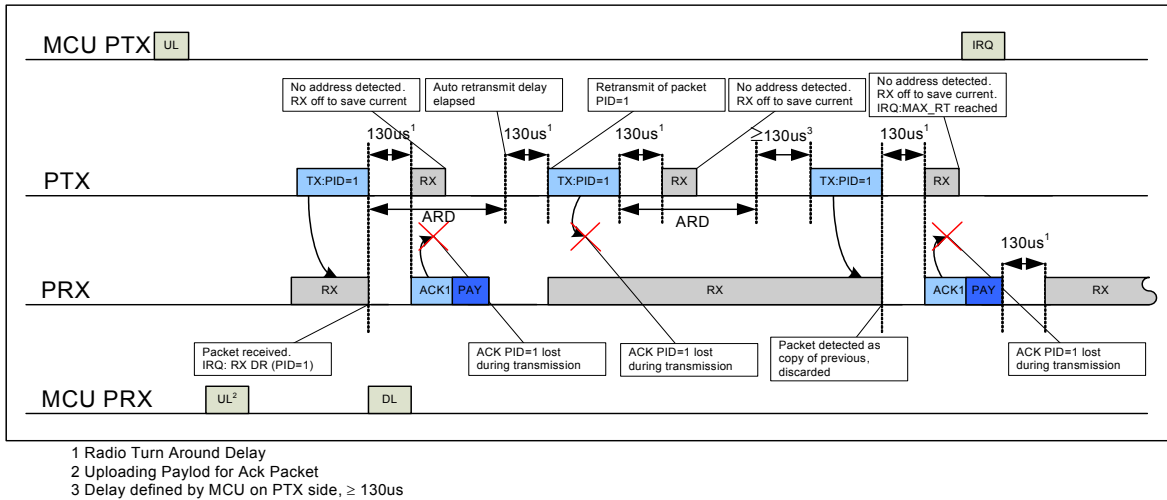 MCU PTX
UL
IRQ
No address detected.
RX off to save current
Auto retransmit delay
elapsed
Retransmit of packet
PID=1
No address detected.
RX off to save current
No address detected.
RX off to save current.
IRQ:MAX_RT reached
130us1
130us1
130us1
≥130us3
130us1
PTX
TX:PID=1
RX
TX:PID=1
RX
TX:PID=1
RX
ARD
ARD
130us1
PRX
RX
ACK1
PAY
RX
ACK1
PAY
RX
Packet received.
IRQ: RX DR (PID=1)
ACK PID=1 lost
during transmission
ACK PID=1 lost
during transmission
Packet detected as
copy of previous,
discarded
ACK PID=1 lost
during transmission
MCU PRX
UL2
DL
1 Radio Turn Around Delay
2 Uploading Paylod for Ack Packet
3 Delay defined by MCU on PTX side, ≥ 130us